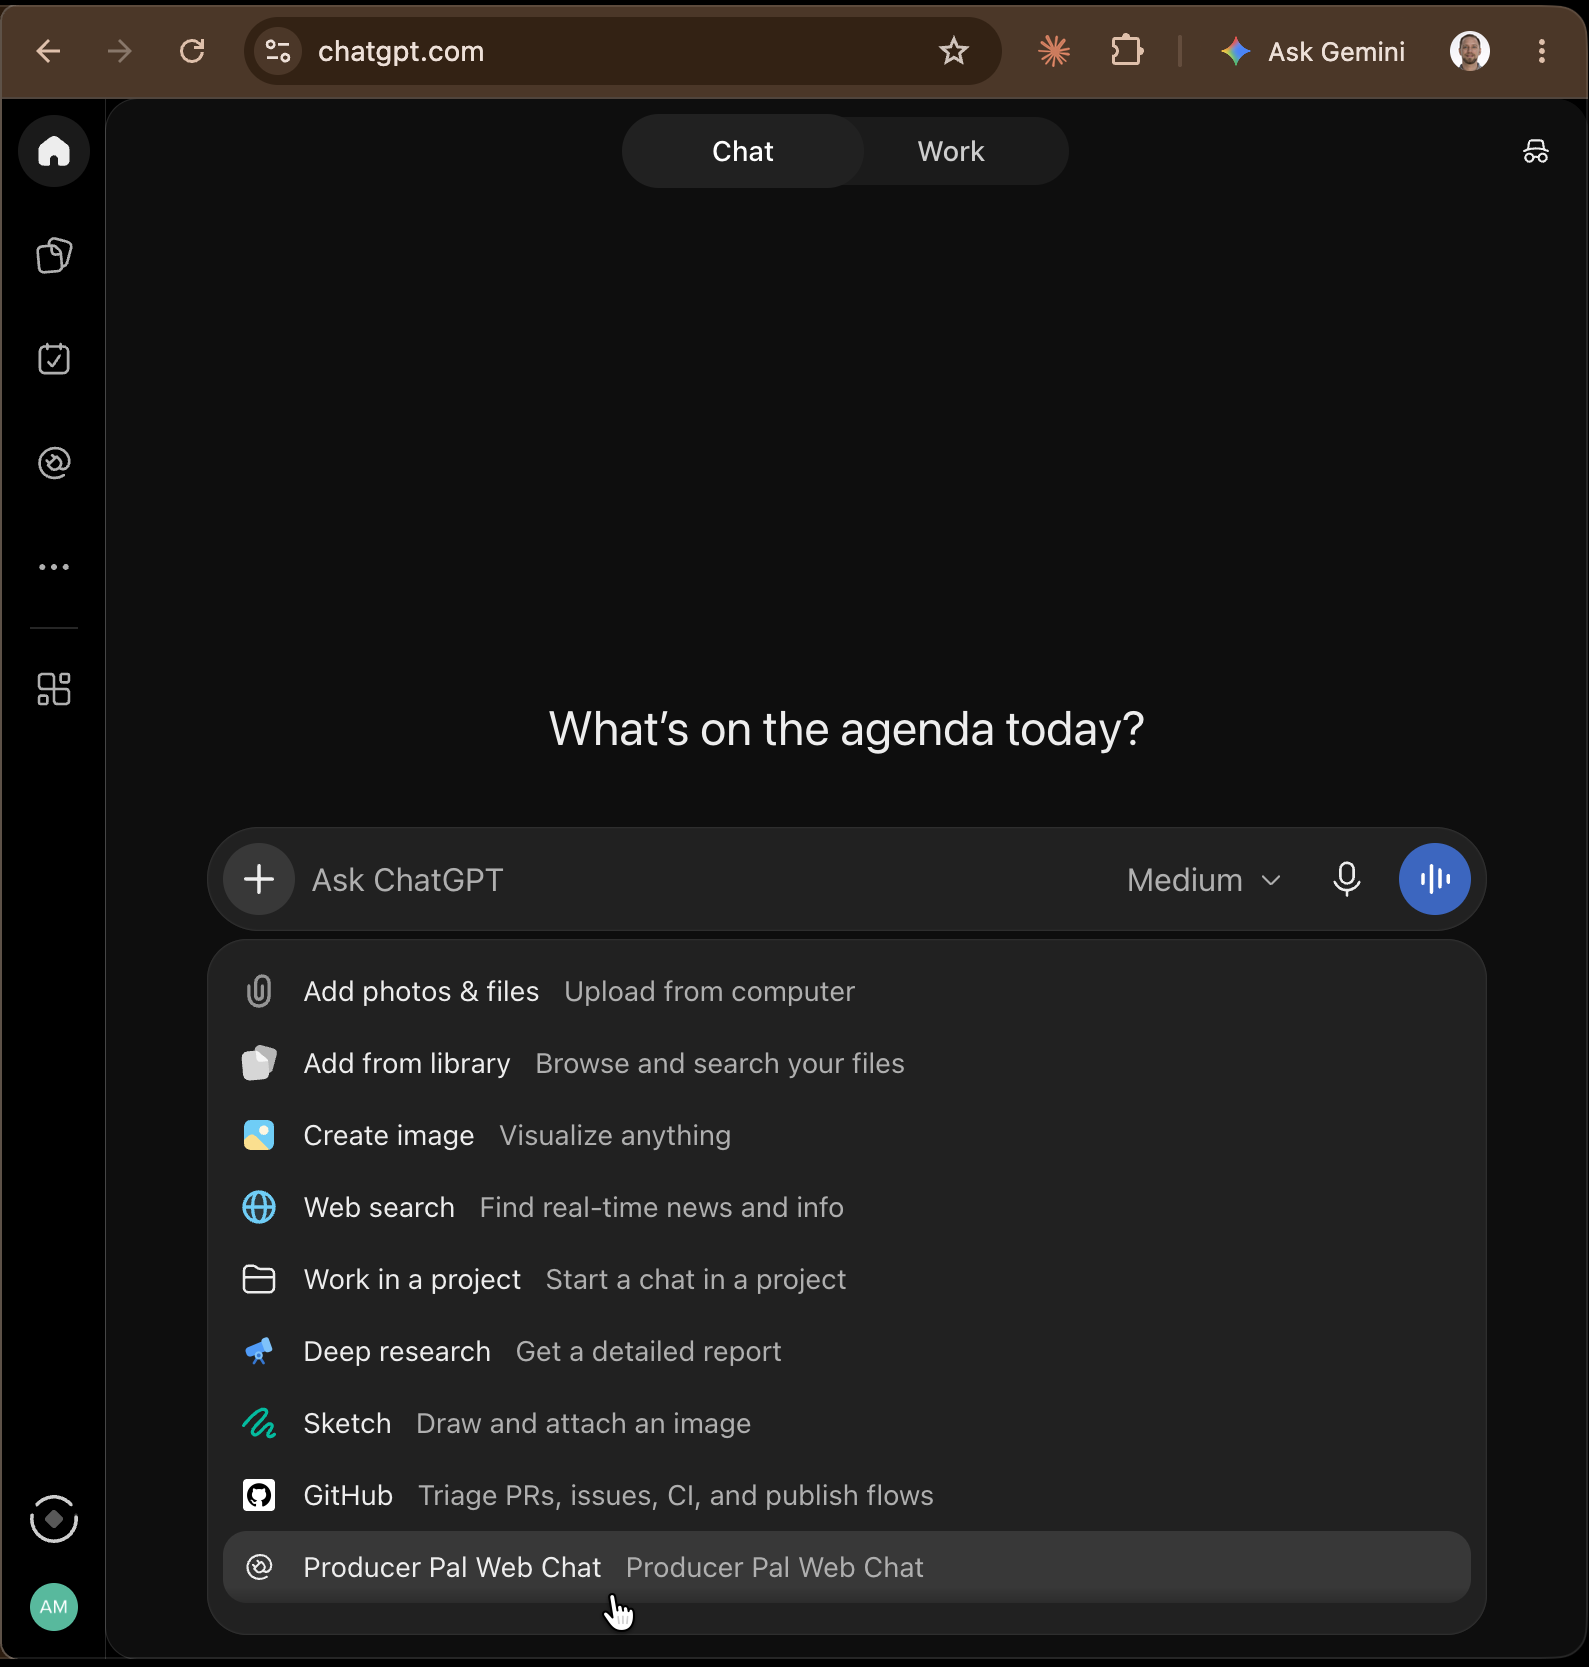 chatgpt.com
Ask Gemini
Chat
Work
What's on the agenda today?
Ask ChatGPT
Medium
Add photos & files Upload from computer
Add from library Browse and search your files
Create image Visualize anything
Web search Find real-time news and info
Work in a project Start a chat in a project
Deep research Get a detailed report
Sketch Draw and attach an image
GitHub Triage PRs, issues, CI, and publish flows
Producer Pal Web Chat Producer Pal Web Chat
AM